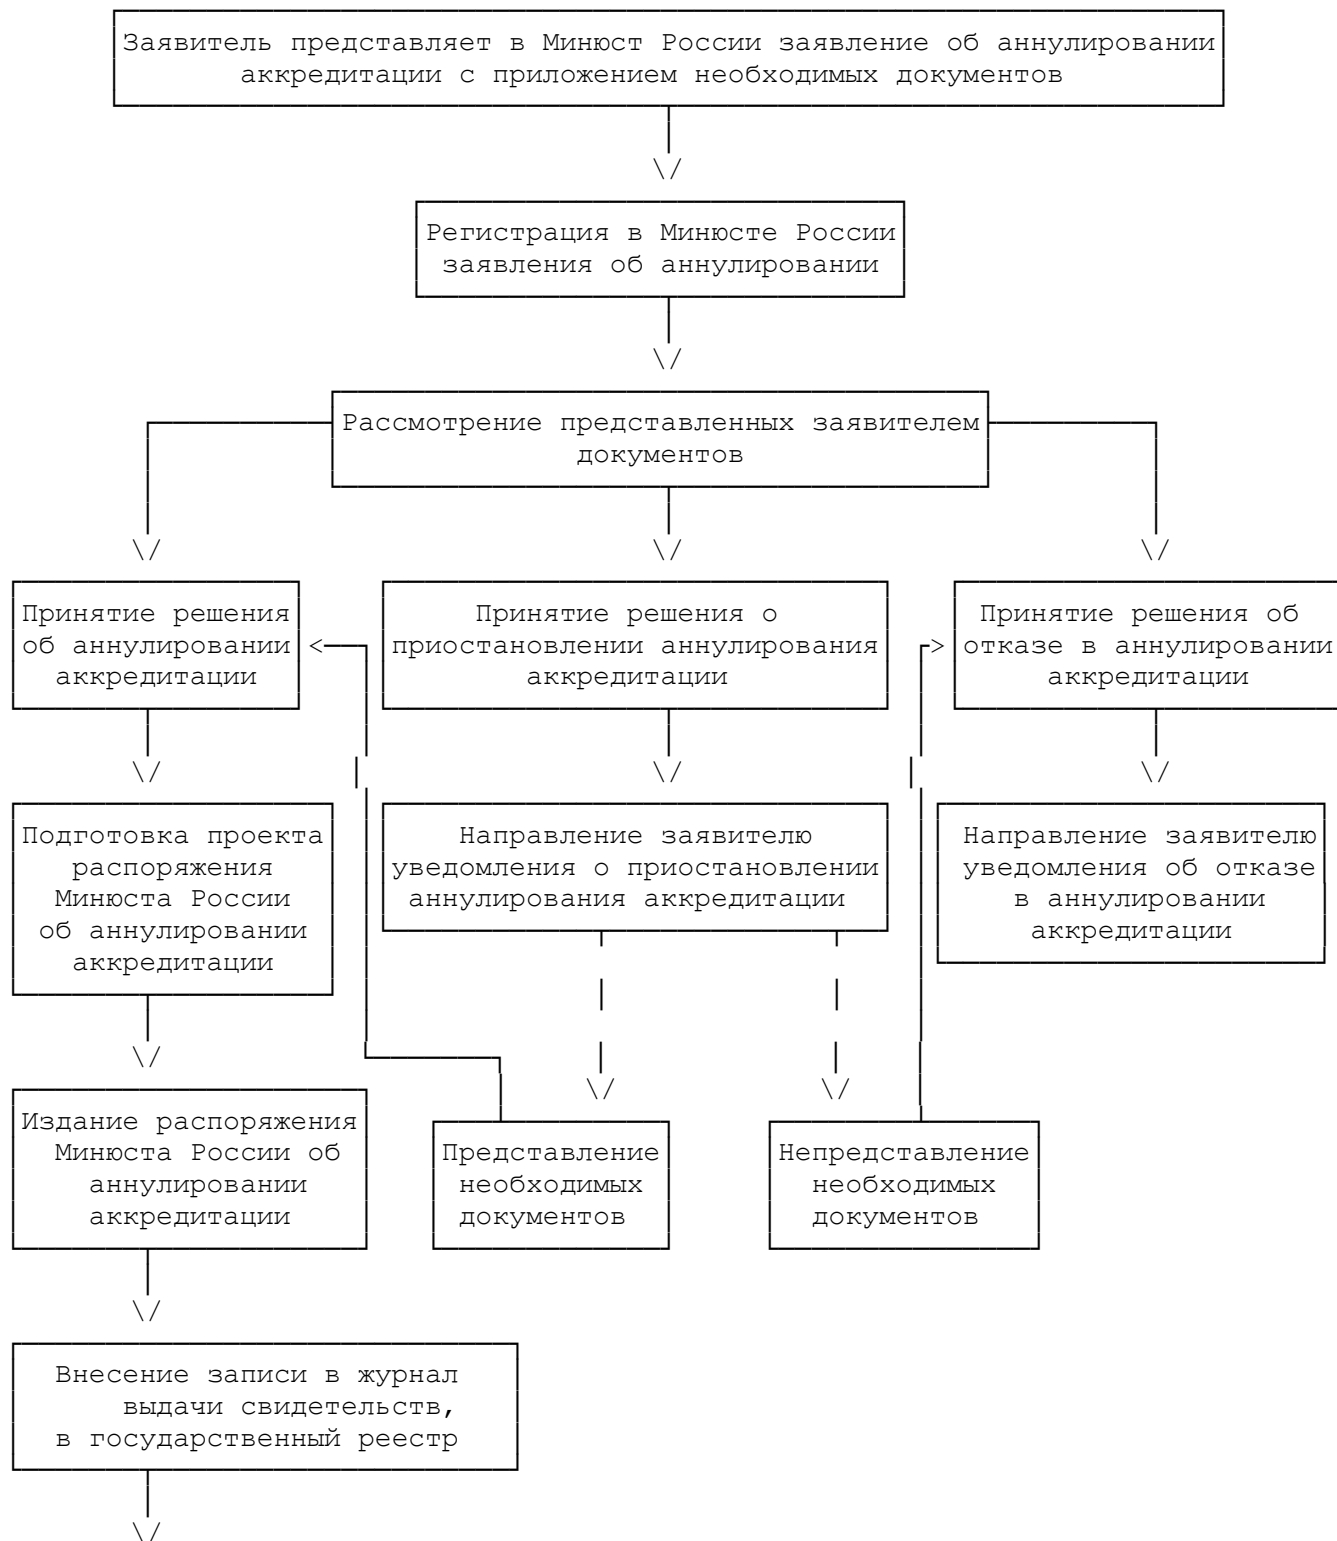 Заявитель представляет в Минюст России заявление об аннулировании
аккредитации с приложением необходимых документов
Регистрация в Минюсте России
заявления об аннулировании
Рассмотрение представленных заявителем
документов
Принятие решения
об аннулировании
аккредитации
Принятие решения о
приостановлении аннулирования
аккредитации
Принятие решения об
отказе в аннулировании
аккредитации
Подготовка проекта
распоряжения
Минюста России
об аннулировании
аккредитации
Направление заявителю
уведомления о приостановлении
аннулирования аккредитации
Направление заявителю
уведомления об отказе
в аннулировании
аккредитации
Издание распоряжения
Минюста России об
аннулировании
аккредитации
Представление
необходимых
документов
Непредставление
необходимых
документов
Внесение записи в журнал
выдачи свидетельств,
в государственный реестр